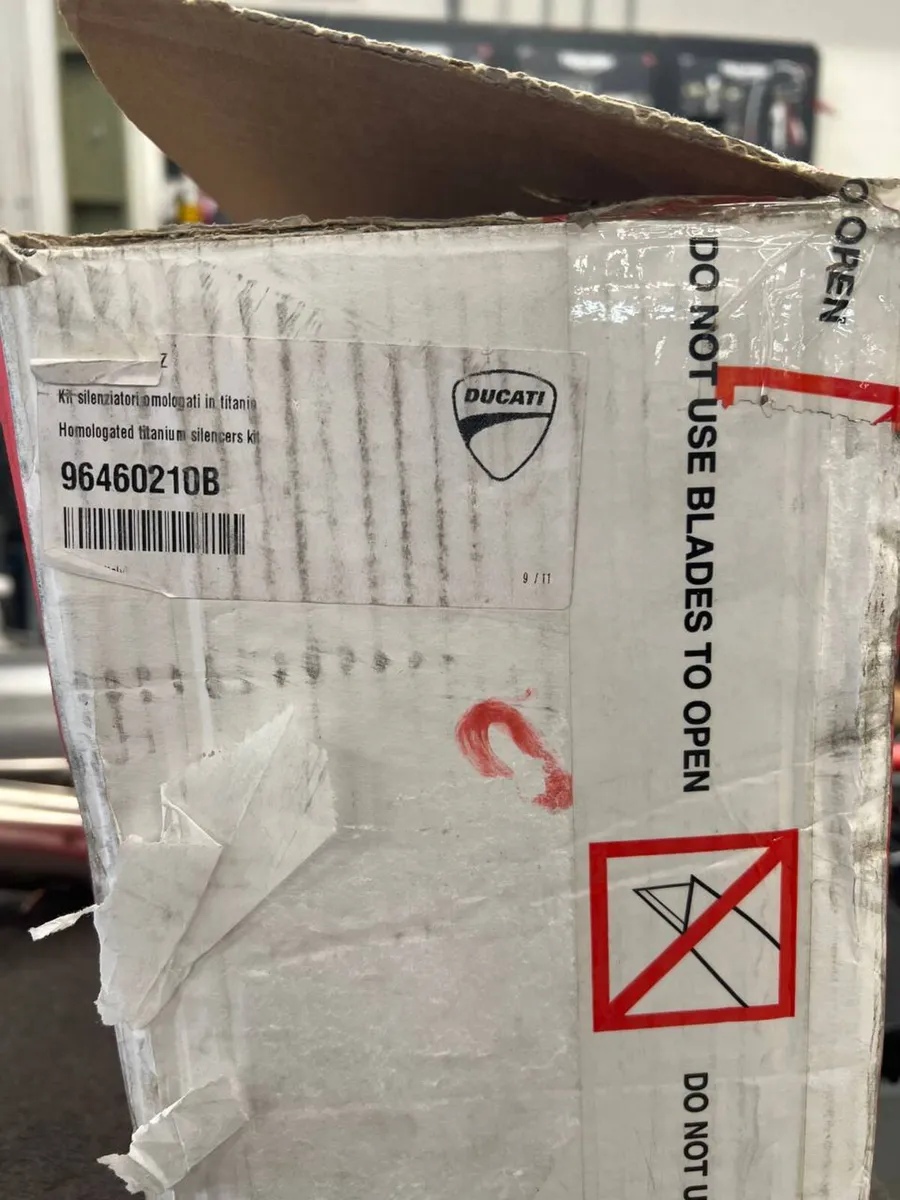 Z
Kit silenziatori omologati in titanio
Homologated titanium silencers kit
96460210B
9 / 11
DUCATI
DO NOT USE BLADES TO OPEN
O OPEN
DO NOT U